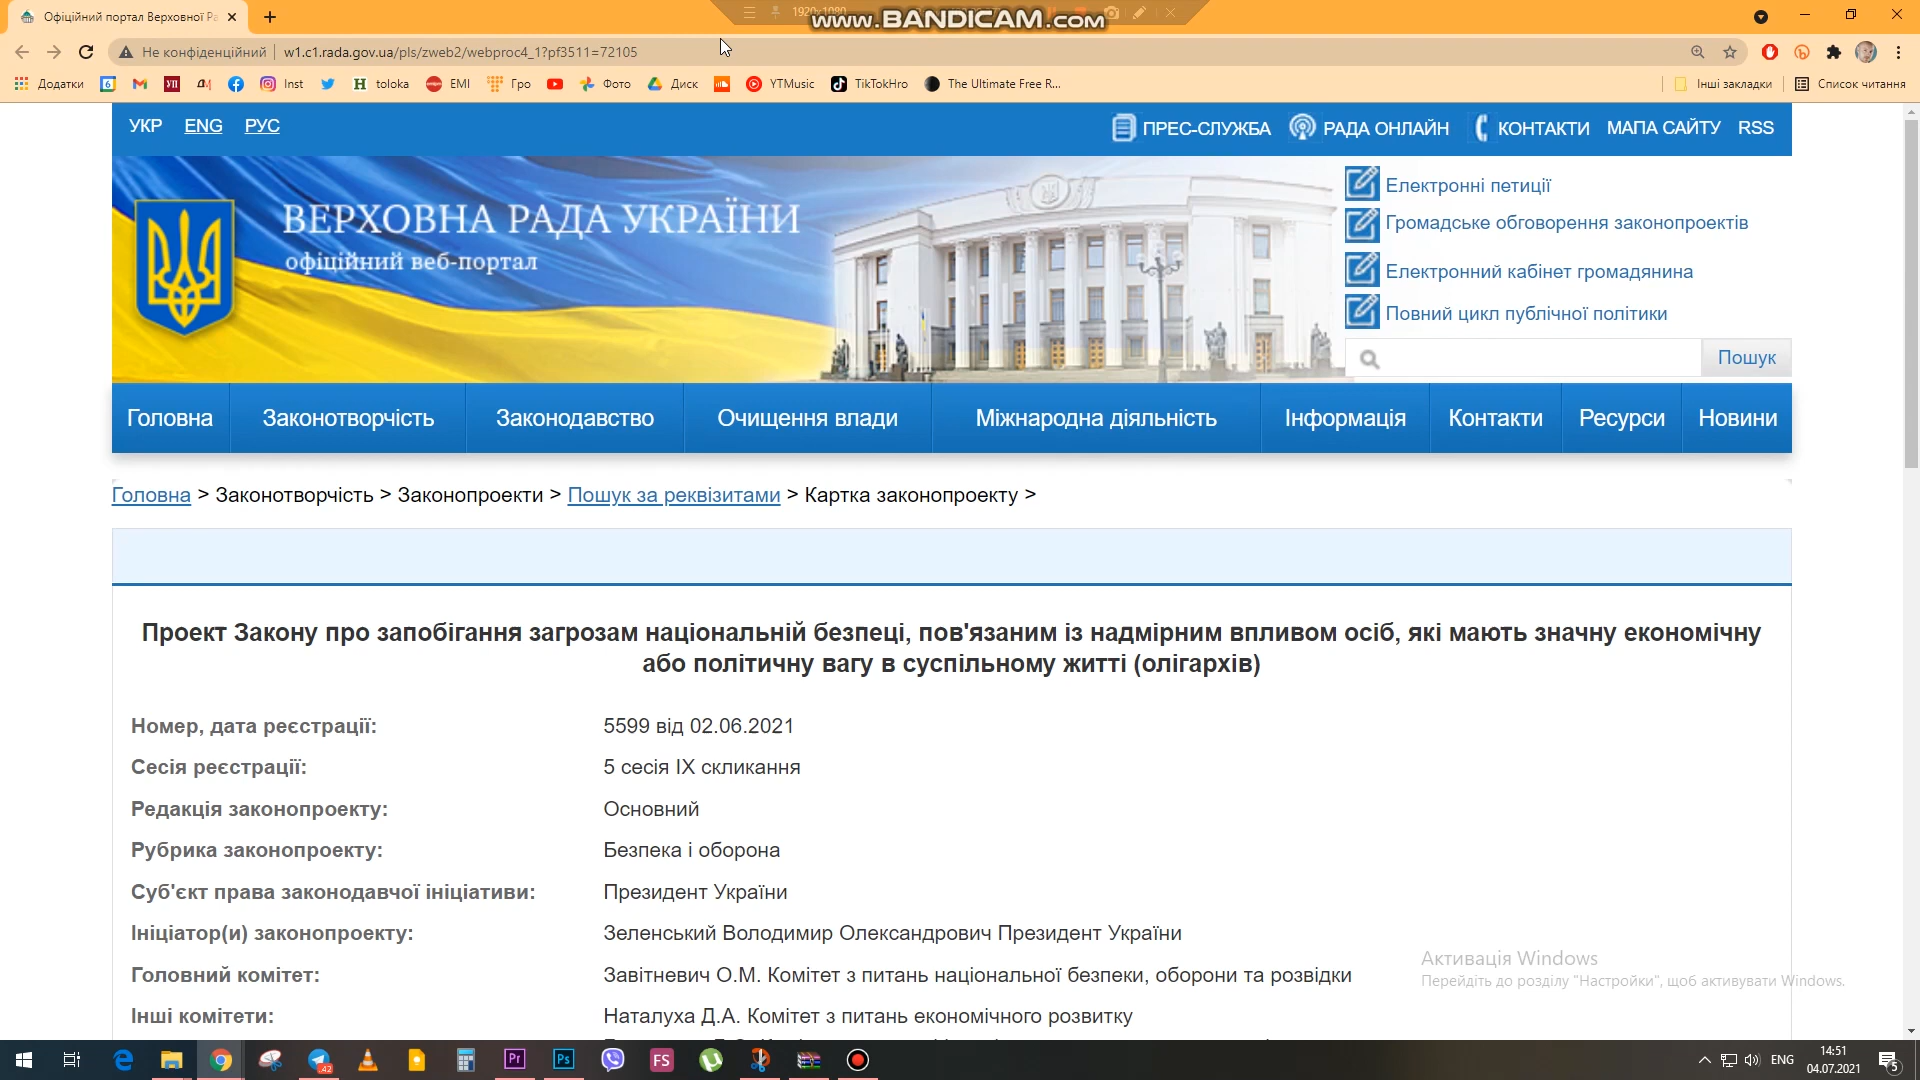 Офіційний портал Верховної Ра
1920x1080
www.BANDICAM.com
Не конфіденційний
w1.c1.rada.gov.ua/pls/zweb2/webproc4_1?pf3511=72105
Додатки
6
УП
Inst
toloka
EMI
Гро
Фото
Диск
YTMusic
TikTokHro
The Ultimate Free R...
Інші закладки
Список читання
УКР ENG РУС
ПРЕС-СЛУЖБА РАДА ОНЛАЙН КОНТАКТИ МАПА САЙТУ RSS
ВЕРХОВНА РАДА УКРАЇНИ
офіційний веб-портал
Електронні петиції
Громадське обговорення законопроектів
Електронний кабінет громадянина
Повний цикл публічної політики
Пошук
Головна Законотворчість Законодавство Очищення влади Міжнародна діяльність Інформація Контакти Ресурси Новини
Головна > Законотворчість > Законопроекти > Пошук за реквізитами > Картка законопроекту >
Проект Закону про запобігання загрозам національній безпеці, пов'язаним із надмірним впливом осіб, які мають значну економічну
або політичну вагу в суспільному житті (олігархів)
Номер, дата реєстрації: 5599 від 02.06.2021
Сесія реєстрації: 5 сесія IX скликання
Редакція законопроекту: Основний
Рубрика законопроекту: Безпека і оборона
Суб'єкт права законодавчої ініціативи: Президент України
Ініціатор(и) законопроекту: Зеленський Володимир Олександрович Президент України
Головний комітет: Завітневич О.М. Комітет з питань національної безпеки, оборони та розвідки
Інші комітети: Наталуха Д.А. Комітет з питань економічного розвитку
Активація Windows
Перейдіть до розділу "Настройки", щоб активувати Windows.
42
Pr
Ps
FS
ENG
14:51
04.07.2021
5